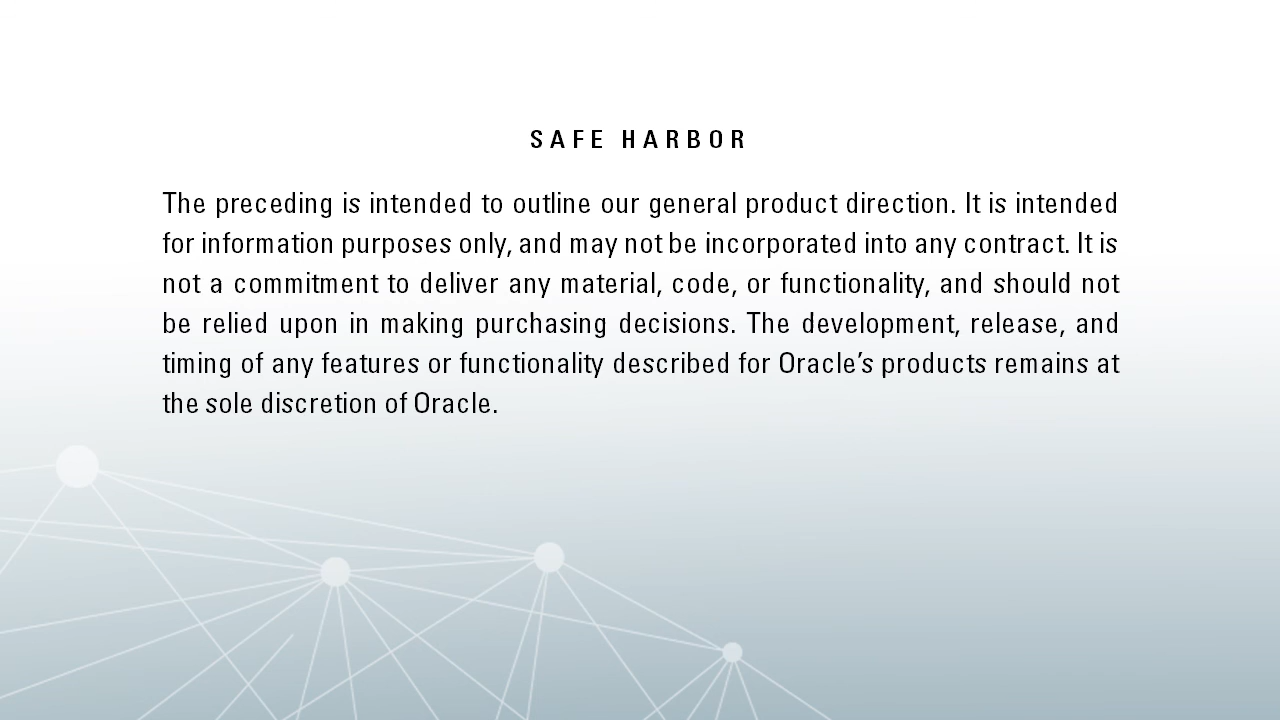 SAFE HARBOR
The preceding is intended to outline our general product direction. It is intended
for information purposes only, and may not be incorporated into any contract. It is
not a commitment to deliver any material, code, or functionality, and should not
be relied upon in making purchasing decisions. The development, release, and
timing of any features or functionality described for Oracle’s products remains at
the sole discretion of Oracle.